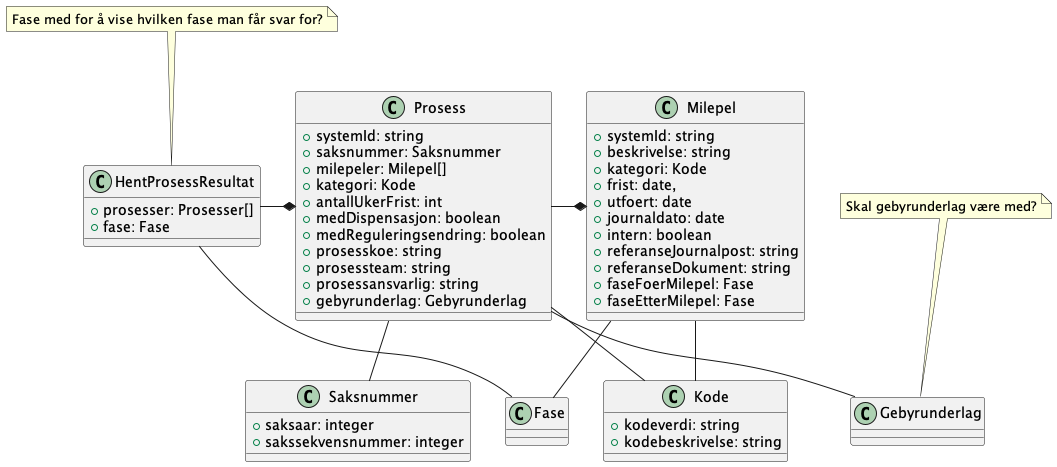 Fase med for å vise hvilken fase man får svar for?
C Prosess
+ systemId: string
+ saksnummer: Saksnummer
+ milepeler: Milepel[]
+ kategori: Kode
+ antallUkerFrist: int
+ medDispensasjon: boolean
+ medReguleringsendring: boolean
+ prosesskoe: string
+ prosessteam: string
+ prosessansvarlig: string
+ gebyrunderlag: Gebyrunderlag
C Milepel
+ systemId: string
+ beskrivelse: string
+ kategori: Kode
+ frist: date,
+ utfoert: date
+ journaldato: date
+ intern: boolean
+ referanseJournalpost: string
+ referanseDokument: string
+ faseFoerMilepel: Fase
+ faseEtterMilepel: Fase
C HentProsessResultat
+ prosesser: Prosesser[]
+ fase: Fase
Skal gebyrunderlag være med?
C Saksnummer
+ saksaar: integer
+ sakssekvensnummer: integer
C Fase
C Kode
+ kodeverdi: string
+ kodebeskrivelse: string
C Gebyrunderlag